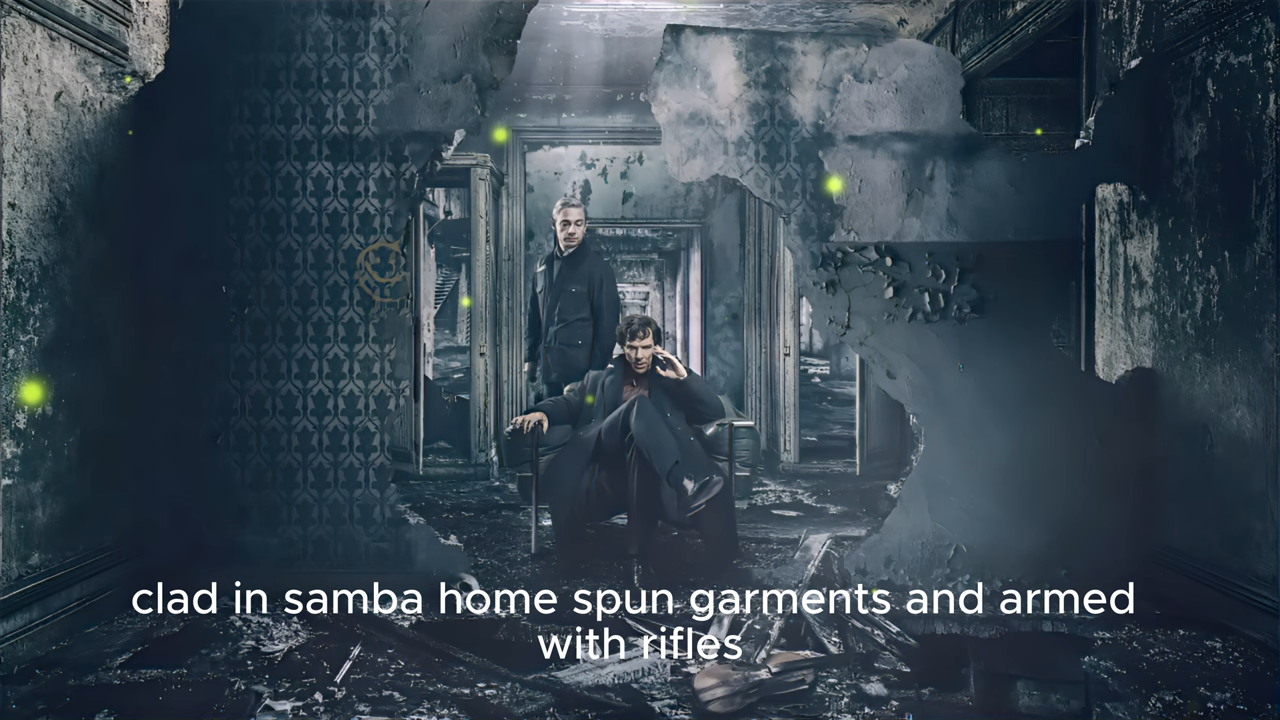 clad in samba home spun garments and armed
with rifles